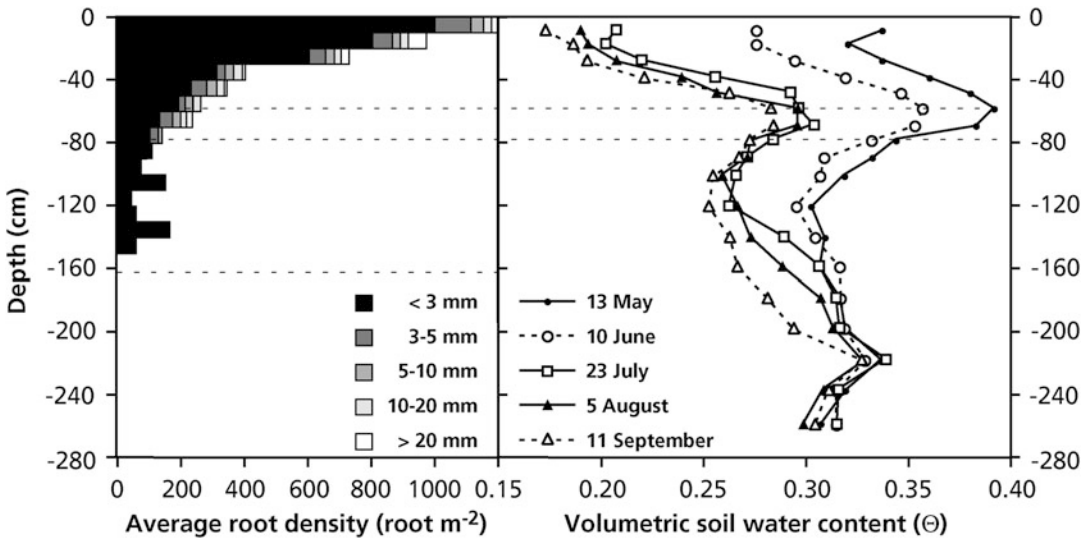 0
-40
-80
-120
-160
-200
-240
-280
Depth (cm)
0
200
400
600
800
1000
Average root density (root m-2)
< 3 mm
3-5 mm
5-10 mm
10-20 mm
> 20 mm
13 May
10 June
23 July
5 August
11 September
0.15
0.20
0.25
0.30
0.35
0.40
Volumetric soil water content (Θ)
0
-40
-80
-120
-160
-200
-240
-280